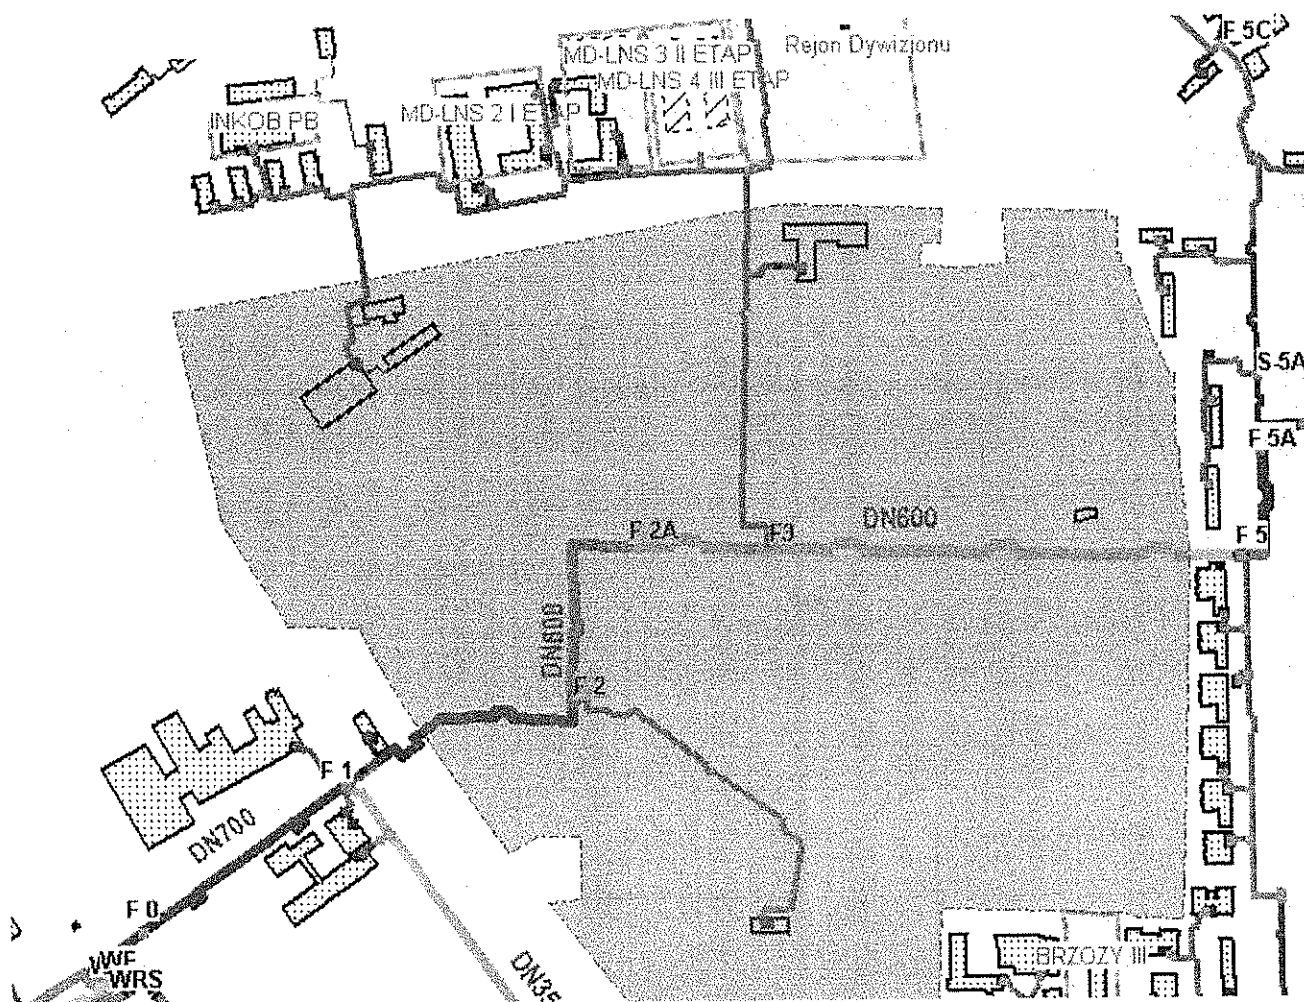 F 5C
MD-LNS 3 II ETAP
Rejon Dywizjonu
MD-LNS 4 III ETAP
INKOB PB
MD-LNS 2 I ETAP
S-5A
F 5A
F 2A
F3
DN600
F 5
DN600
F 2
F 1
DN700
F 0
WRS
DN35
BRZOZY III